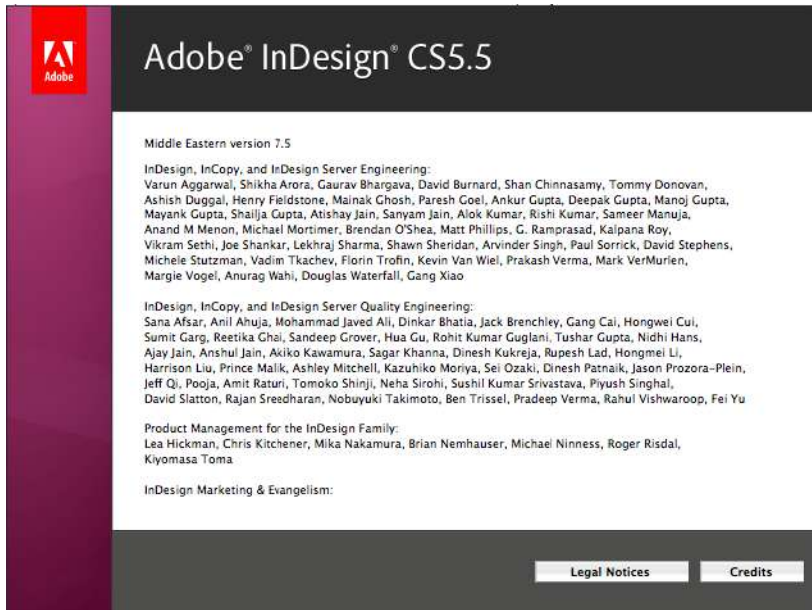 Adobe
Adobe® InDesign® CS5.5
Middle Eastern version 7.5
InDesign, InCopy, and InDesign Server Engineering:
Varun Aggarwal, Shikha Arora, Gaurav Bhargava, David Burnard, Shan Chinnasamy, Tommy Donovan,
Ashish Duggal, Henry Fieldstone, Mainak Ghosh, Paresh Goel, Ankur Gupta, Deepak Gupta, Manoj Gupta,
Mayank Gupta, Shailja Gupta, Atishay Jain, Sanyam Jain, Alok Kumar, Rishi Kumar, Sameer Manuja,
Anand M Menon, Michael Mortimer, Brendan O'Shea, Matt Phillips, G. Ramprasad, Kalpana Roy,
Vikram Sethi, Joe Shankar, Lekhraj Sharma, Shawn Sheridan, Arvinder Singh, Paul Sorrick, David Stephens,
Michele Stutzman, Vadim Tkachev, Florin Trofin, Kevin Van Wiel, Prakash Verma, Mark VerMurlen,
Margie Vogel, Anurag Wahi, Douglas Waterfall, Gang Xiao
InDesign, InCopy, and InDesign Server Quality Engineering:
Sana Afsar, Anil Ahuja, Mohammad Javed Ali, Dinkar Bhatia, Jack Brenchley, Gang Cai, Hongwei Cui,
Sumit Garg, Reetika Ghai, Sandeep Grover, Hua Gu, Rohit Kumar Guglani, Tushar Gupta, Nidhi Hans,
Ajay Jain, Anshul Jain, Akiko Kawamura, Sagar Khanna, Dinesh Kukreja, Rupesh Lad, Hongmei Li,
Harrison Liu, Prince Malik, Ashley Mitchell, Kazuhiko Moriya, Sei Ozaki, Dinesh Patnaik, Jason Prozora-Plein,
Jeff Qi, Pooja, Amit Raturi, Tomoko Shinji, Neha Sirohi, Sushil Kumar Srivastava, Piyush Singhal,
David Slatton, Rajan Sreedharan, Nobuyuki Takimoto, Ben Trissel, Pradeep Verma, Rahul Vishwaroop, Fei Yu
Product Management for the InDesign Family:
Lea Hickman, Chris Kitchener, Mika Nakamura, Brian Nemhauser, Michael Ninness, Roger Risdal,
Kiyomasa Toma
InDesign Marketing & Evangelism:
Legal Notices
Credits